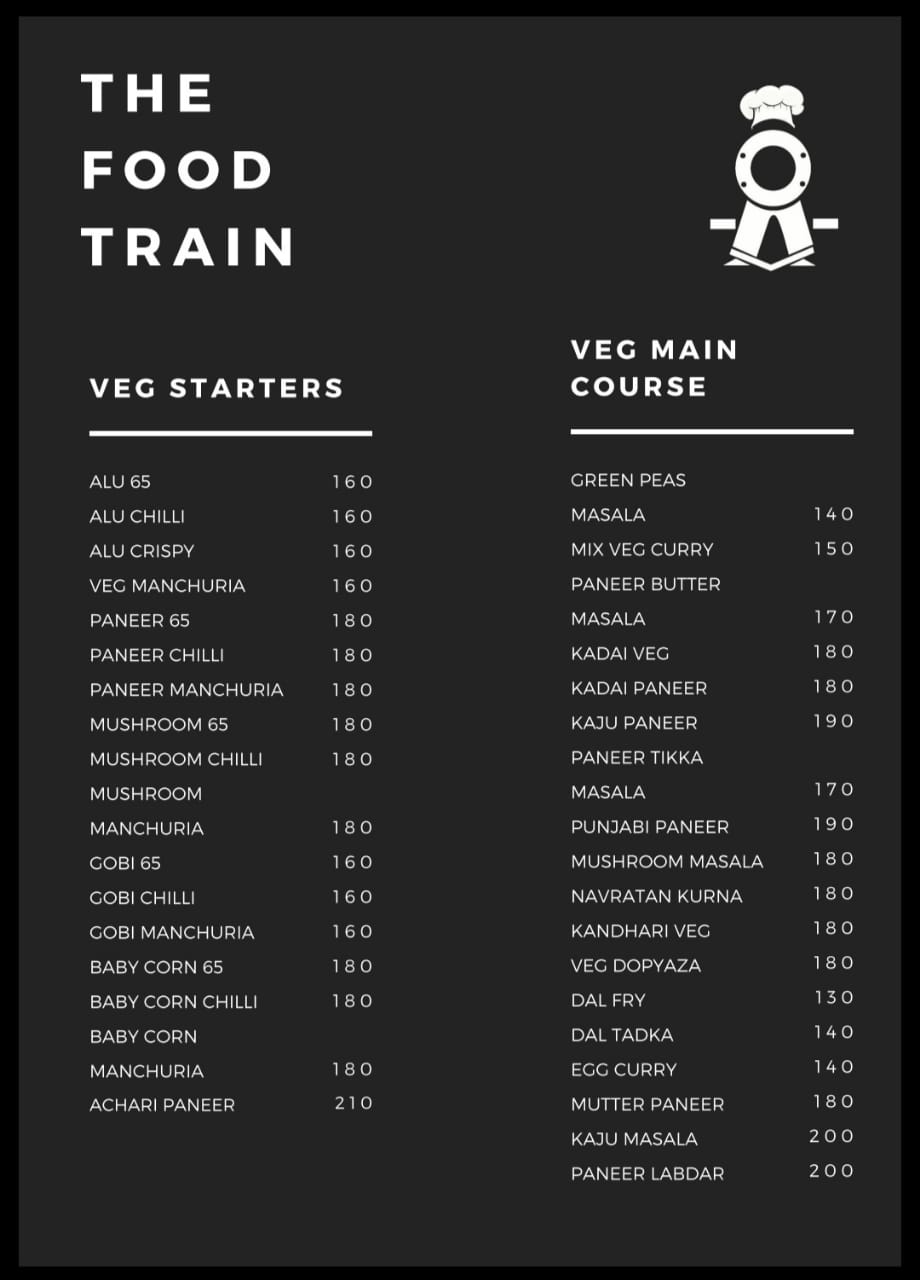 THE
FOOD
TRAIN
VEG STARTERS
ALU 65 160
ALU CHILLI 160
ALU CRISPY 160
VEG MANCHURIA 160
PANEER 65 180
PANEER CHILLI 180
PANEER MANCHURIA 180
MUSHROOM 65 180
MUSHROOM CHILLI 180
MUSHROOM
MANCHURIA 180
GOBI 65 160
GOBI CHILLI 160
GOBI MANCHURIA 160
BABY CORN 65 180
BABY CORN CHILLI 180
BABY CORN
MANCHURIA 180
ACHARI PANEER 210
VEG MAIN
COURSE
GREEN PEAS
MASALA 140
MIX VEG CURRY 150
PANEER BUTTER
MASALA 170
KADAI VEG 180
KADAI PANEER 180
KAJU PANEER 190
PANEER TIKKA
MASALA 170
PUNJABI PANEER 190
MUSHROOM MASALA 180
NAVRATAN KURNA 180
KANDHARI VEG 180
VEG DOPYAZA 180
DAL FRY 130
DAL TADKA 140
EGG CURRY 140
MUTTER PANEER 180
KAJU MASALA 200
PANEER LABDAR 200